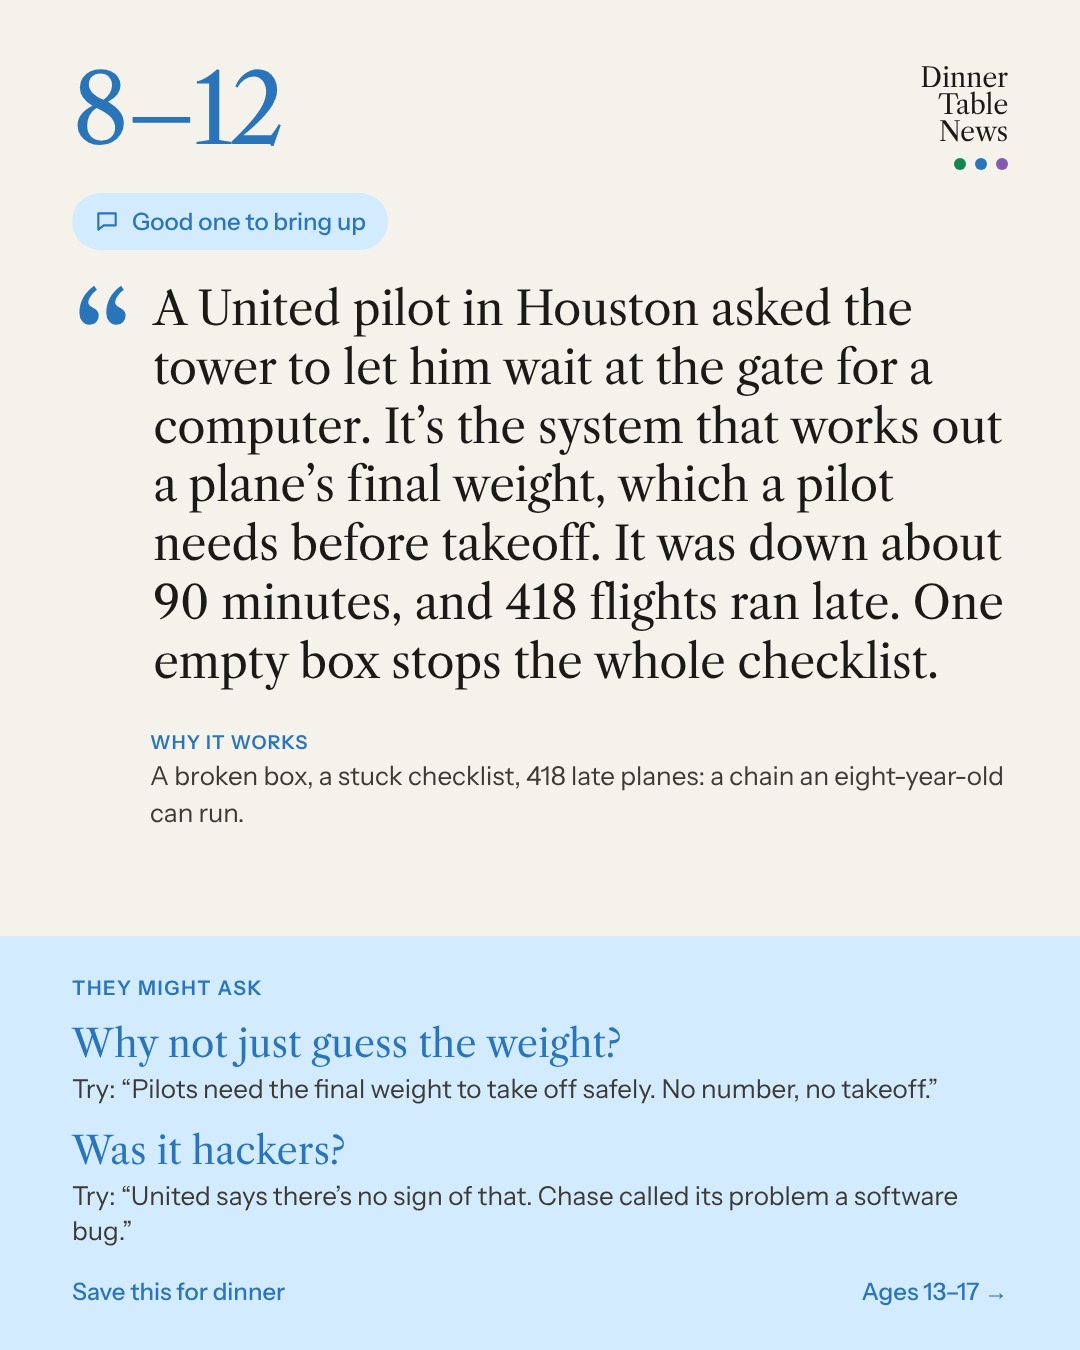 8–12
Dinner
Table
News
Good one to bring up
“ A United pilot in Houston asked the
tower to let him wait at the gate for a
computer. It’s the system that works out
a plane’s final weight, which a pilot
needs before takeoff. It was down about
90 minutes, and 418 flights ran late. One
empty box stops the whole checklist.
WHY IT WORKS
A broken box, a stuck checklist, 418 late planes: a chain an eight-year-old
can run.
THEY MIGHT ASK
Why not just guess the weight?
Try: “Pilots need the final weight to take off safely. No number, no takeoff.”
Was it hackers?
Try: “United says there’s no sign of that. Chase called its problem a software
bug.”
Save this for dinner
Ages 13–17 →